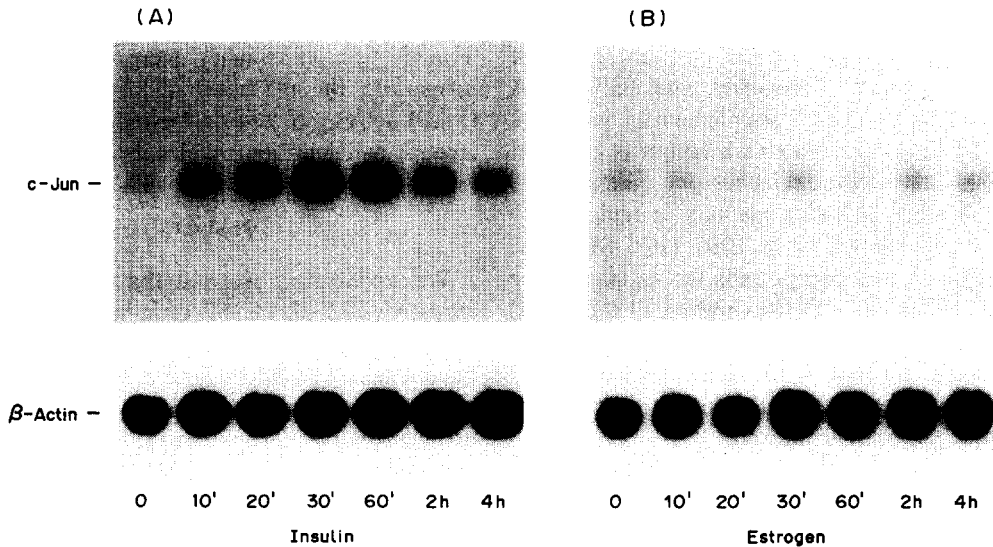 (A) (B)
c-Jun –
β-Actin –
0 10' 20' 30' 60' 2h 4h 0 10' 20' 30' 60' 2h 4h
Insulin Estrogen